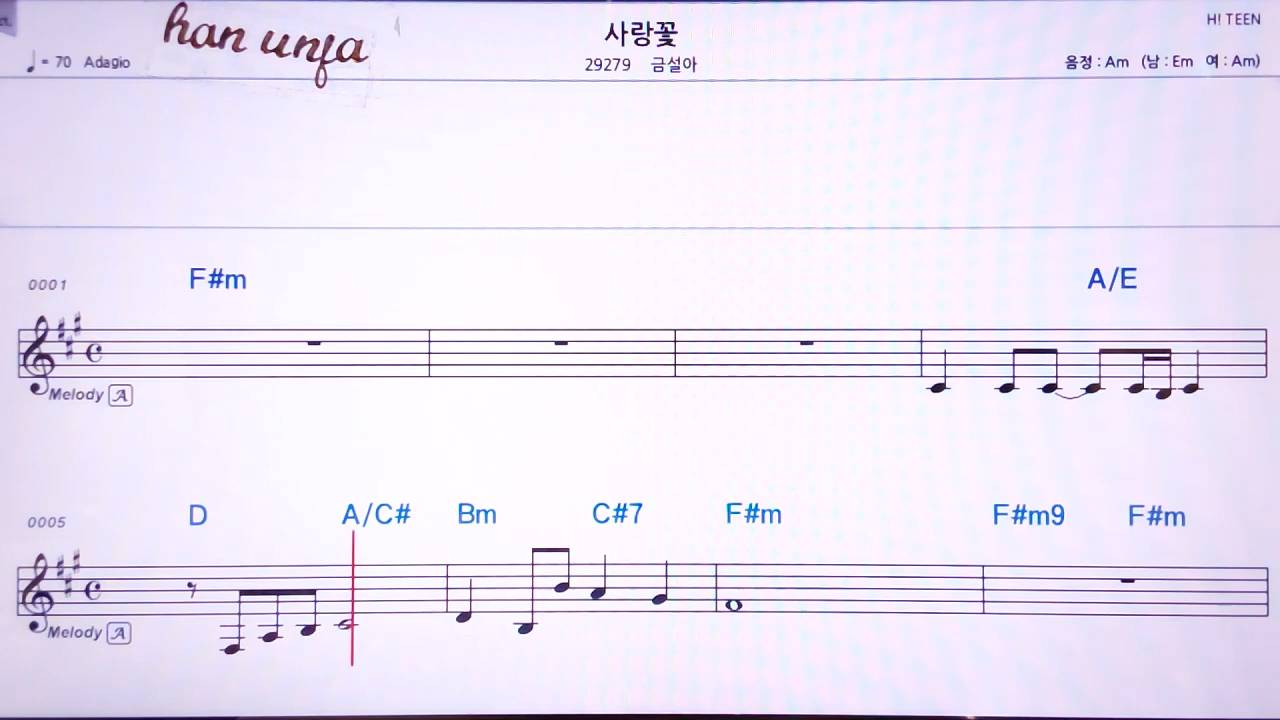 han unja
사랑꽃
H! TEEN
♩= 70 Adagio
29279 금설아
음정 : Am (남 : Em 여 : Am)
F#m A/E
0001
Melody A
D A/C# Bm C#7 F#m F#m9 F#m
0005
Melody A